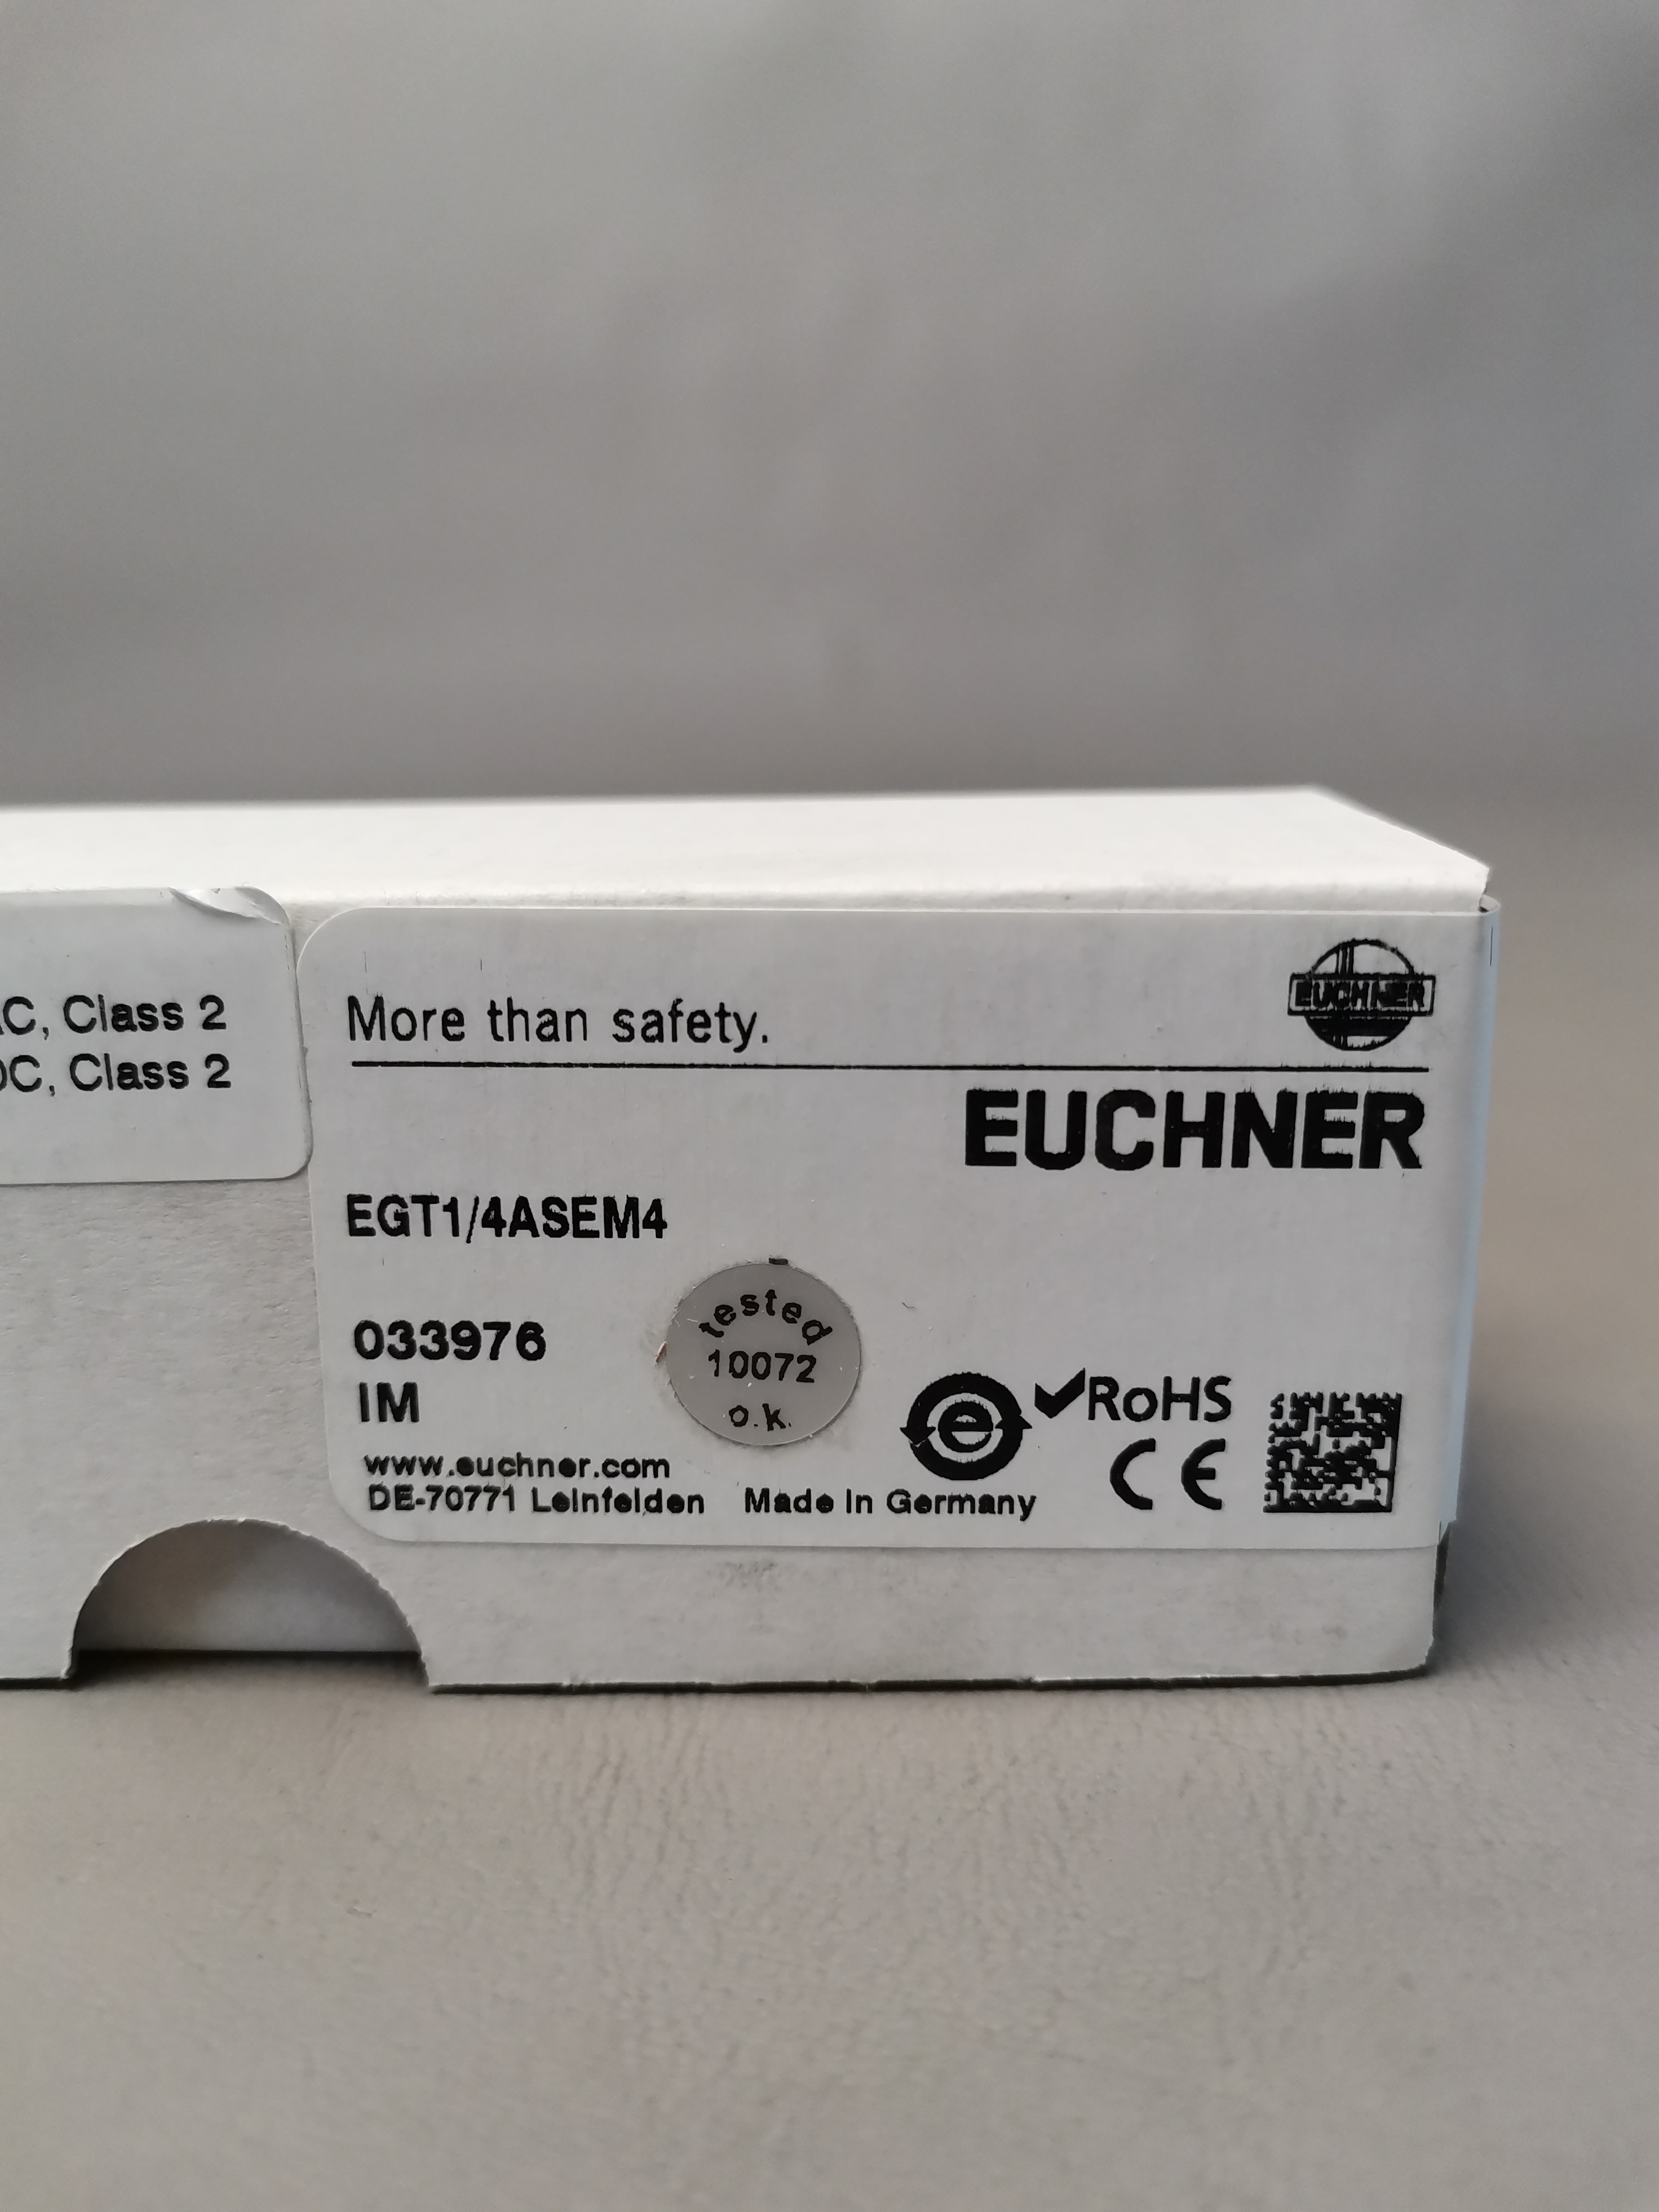 C, Class 2
DC, Class 2
More than safety.
EUCHNER
EUCHNER
EGT1/4ASEM4
033976
IM
tested
10072
o.k.
e
RoHS
CE
www.euchner.com
DE-70771 Leinfelden Made in Germany